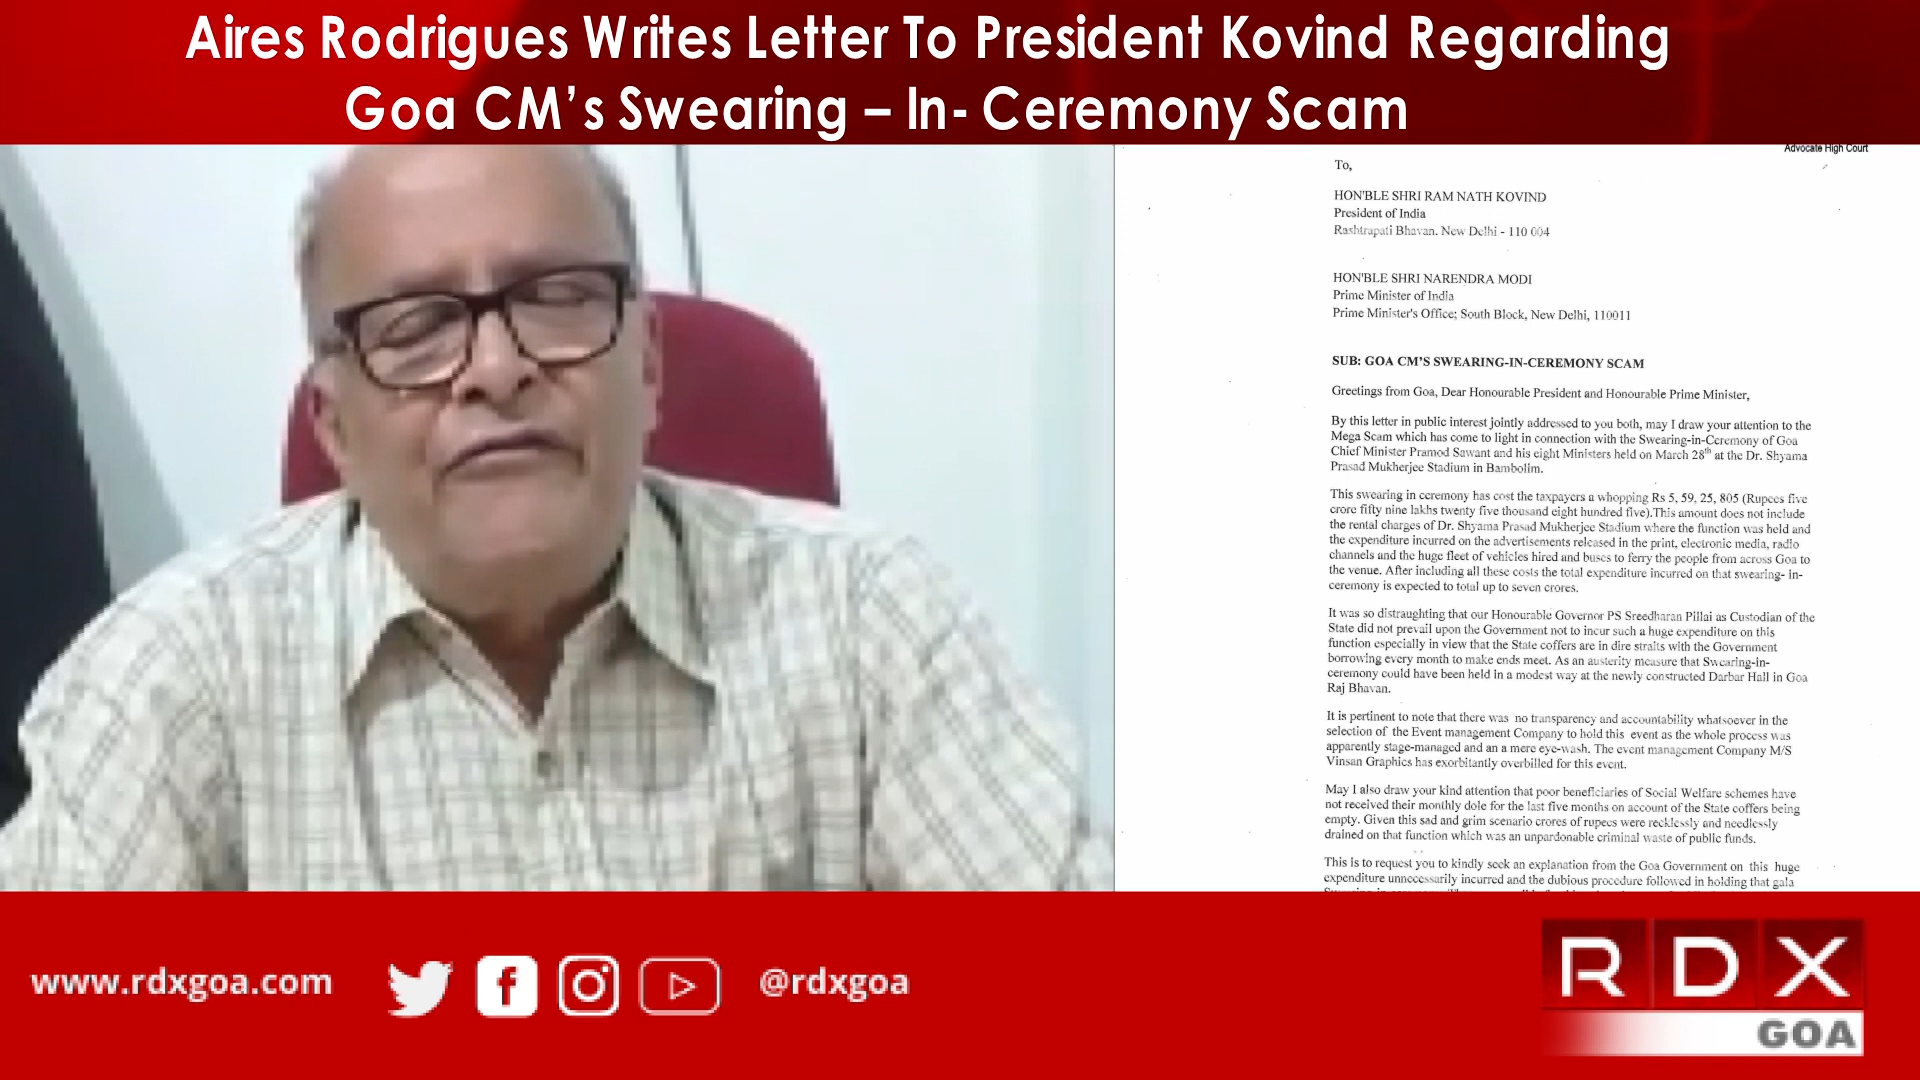 Aires Rodrigues Writes Letter To President Kovind Regarding
Goa CM’s Swearing – In- Ceremony Scam
Advocate High Court
To,
HON'BLE SHRI RAM NATH KOVIND
President of India
Rashtrapati Bhavan. New Delhi - 110 004
HON'BLE SHRI NARENDRA MODI
Prime Minister of India
Prime Minister's Office; South Block, New Delhi, 110011
SUB: GOA CM'S SWEARING-IN-CEREMONY SCAM
Greetings from Goa, Dear Honourable President and Honourable Prime Minister,
By this letter in public interest jointly addressed to you both, may I draw your attention to the
Mega Scam which has come to light in connection with the Swearing-in-Ceremony of Goa
Chief Minister Pramod Sawant and his eight Ministers held on March 28th at the Dr. Shyama
Prasad Mukherjee Stadium in Bambolim.
This swearing in ceremony has cost the taxpayers a whopping Rs 5, 59, 25, 805 (Rupees five
crore fifty nine lakhs twenty five thousand eight hundred five).This amount does not include
the rental charges of Dr. Shyama Prasad Mukherjee Stadium where the function was held and
the expenditure incurred on the advertisements released in the print, electronic media, radio
channels and the huge fleet of vehicles hired and buses to ferry the people from across Goa to
the venue. After including all these costs the total expenditure incurred on that swearing- in-
ceremony is expected to total up to seven crores.
It was so distraughting that our Honourable Governor PS Sreedharan Pillai as Custodian of the
State did not prevail upon the Government not to incur such a huge expenditure on this
function especially in view that the State coffers are in dire straits with the Government
borrowing every month to make ends meet. As an austerity measure that Swearing-in-
ceremony could have been held in a modest way at the newly constructed Darbar Hall in Goa
Raj Bhavan.
It is pertinent to note that there was no transparency and accountability whatsoever in the
selection of the Event management Company to hold this event as the whole process was
apparently stage-managed and an a mere eye-wash. The event management Company M/S
Vinsan Graphics has exorbitantly overbilled for this event.
May I also draw your kind attention that poor beneficiaries of Social Welfare schemes have
not received their monthly dole for the last five months on account of the State coffers being
empty. Given this sad and grim scenario crores of rupees were recklessly and needlessly
drained on that function which was an unpardonable criminal waste of public funds.
This is to request you to kindly seek an explanation from the Goa Government on this huge
expenditure unnecessarily incurred and the dubious procedure followed in holding that gala
www.rdxgoa.com
@rdxgoa
RDX
GOA